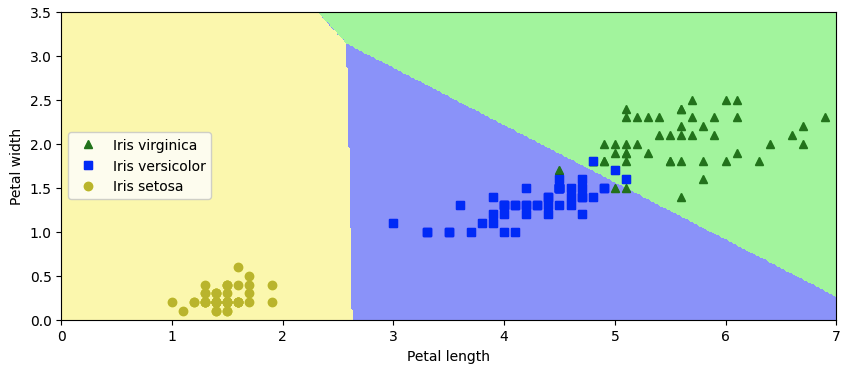 3.5
3.0
2.5
2.0
1.5
1.0
0.5
0.0
Petal width
Iris virginica
Iris versicolor
Iris setosa
0 1 2 3 4 5 6 7
Petal length